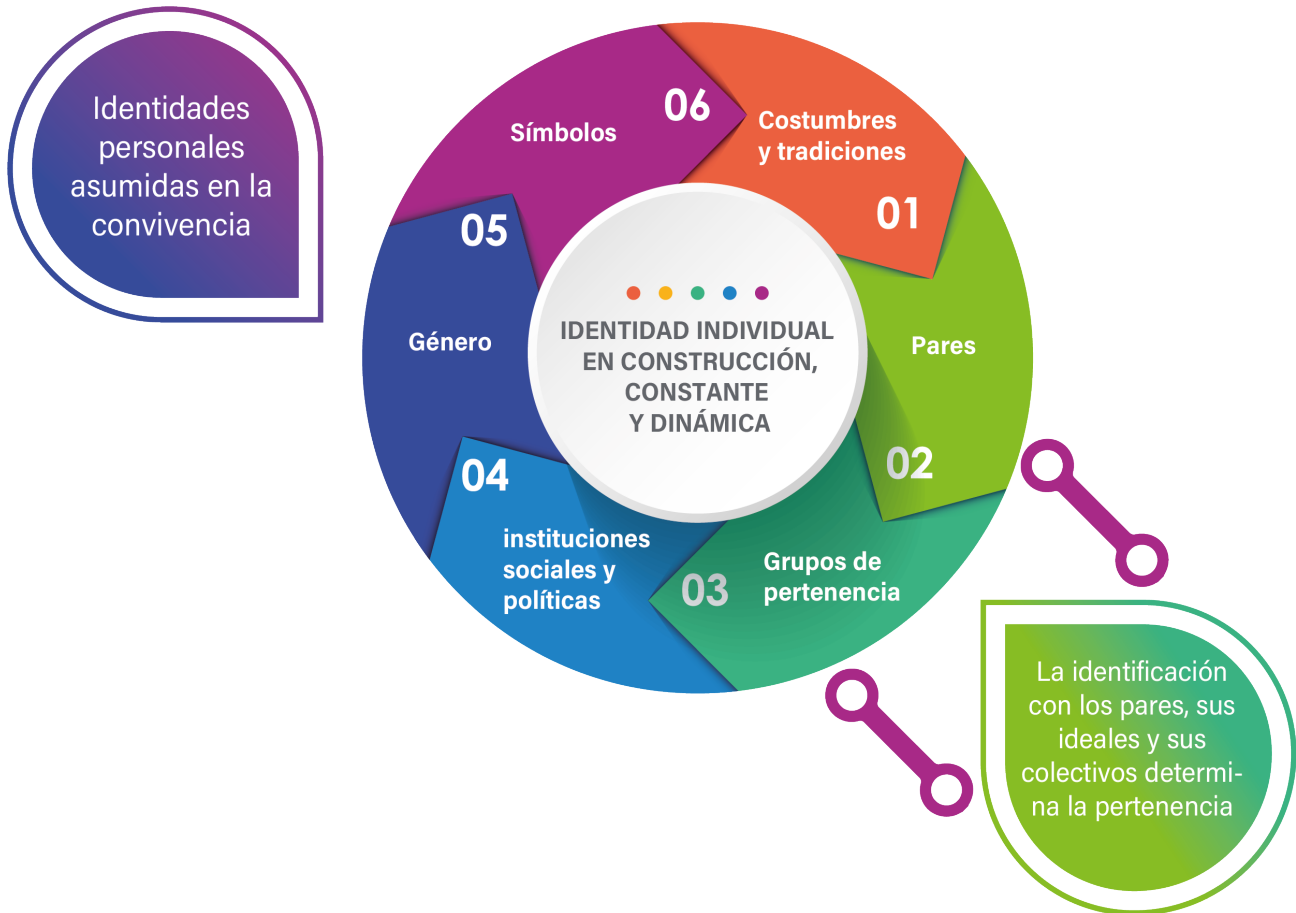 Identidades
personales
asumidas en la
convivencia
06
Símbolos
Costumbres
y tradiciones
01
05
Género
IDENTIDAD INDIVIDUAL
EN CONSTRUCCIÓN,
CONSTANTE
Y DINÁMICA
Pares
02
04
instituciones
sociales y
políticas
03
Grupos de
pertenencia
La identificación
con los pares, sus
ideales y sus
colectivos determi-
na la pertenencia